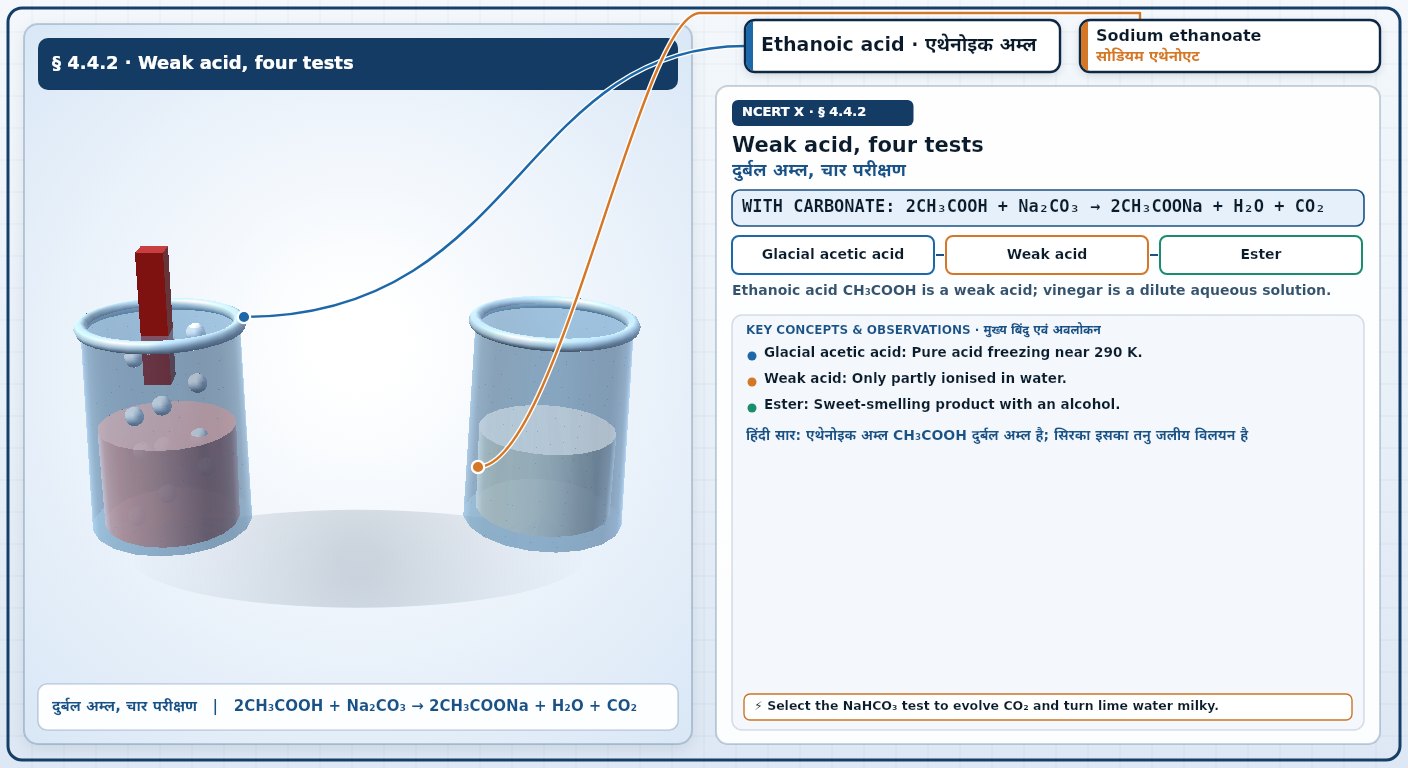 § 4.4.2 · Weak acid, four tests
Ethanoic acid · एथेनोइक अम्ल
Sodium ethanoate
सोडियम एथेनोएट
NCERT X · § 4.4.2
Weak acid, four tests
दुर्बल अम्ल, चार परीक्षण
WITH CARBONATE: 2CH₃COOH + Na₂CO₃ → 2CH₃COONa + H₂O + CO₂
Glacial acetic acid
Weak acid
Ester
Ethanoic acid CH₃COOH is a weak acid; vinegar is a dilute aqueous solution.
KEY CONCEPTS & OBSERVATIONS · मुख्य बिंदु एवं अवलोकन
Glacial acetic acid: Pure acid freezing near 290 K.
Weak acid: Only partly ionised in water.
Ester: Sweet-smelling product with an alcohol.
हिंदी सार: एथेनोइक अम्ल CH₃COOH दुर्बल अम्ल है; सिरका इसका तनु जलीय विलयन है
⚡ Select the NaHCO₃ test to evolve CO₂ and turn lime water milky.
दुर्बल अम्ल, चार परीक्षण | 2CH₃COOH + Na₂CO₃ → 2CH₃COONa + H₂O + CO₂